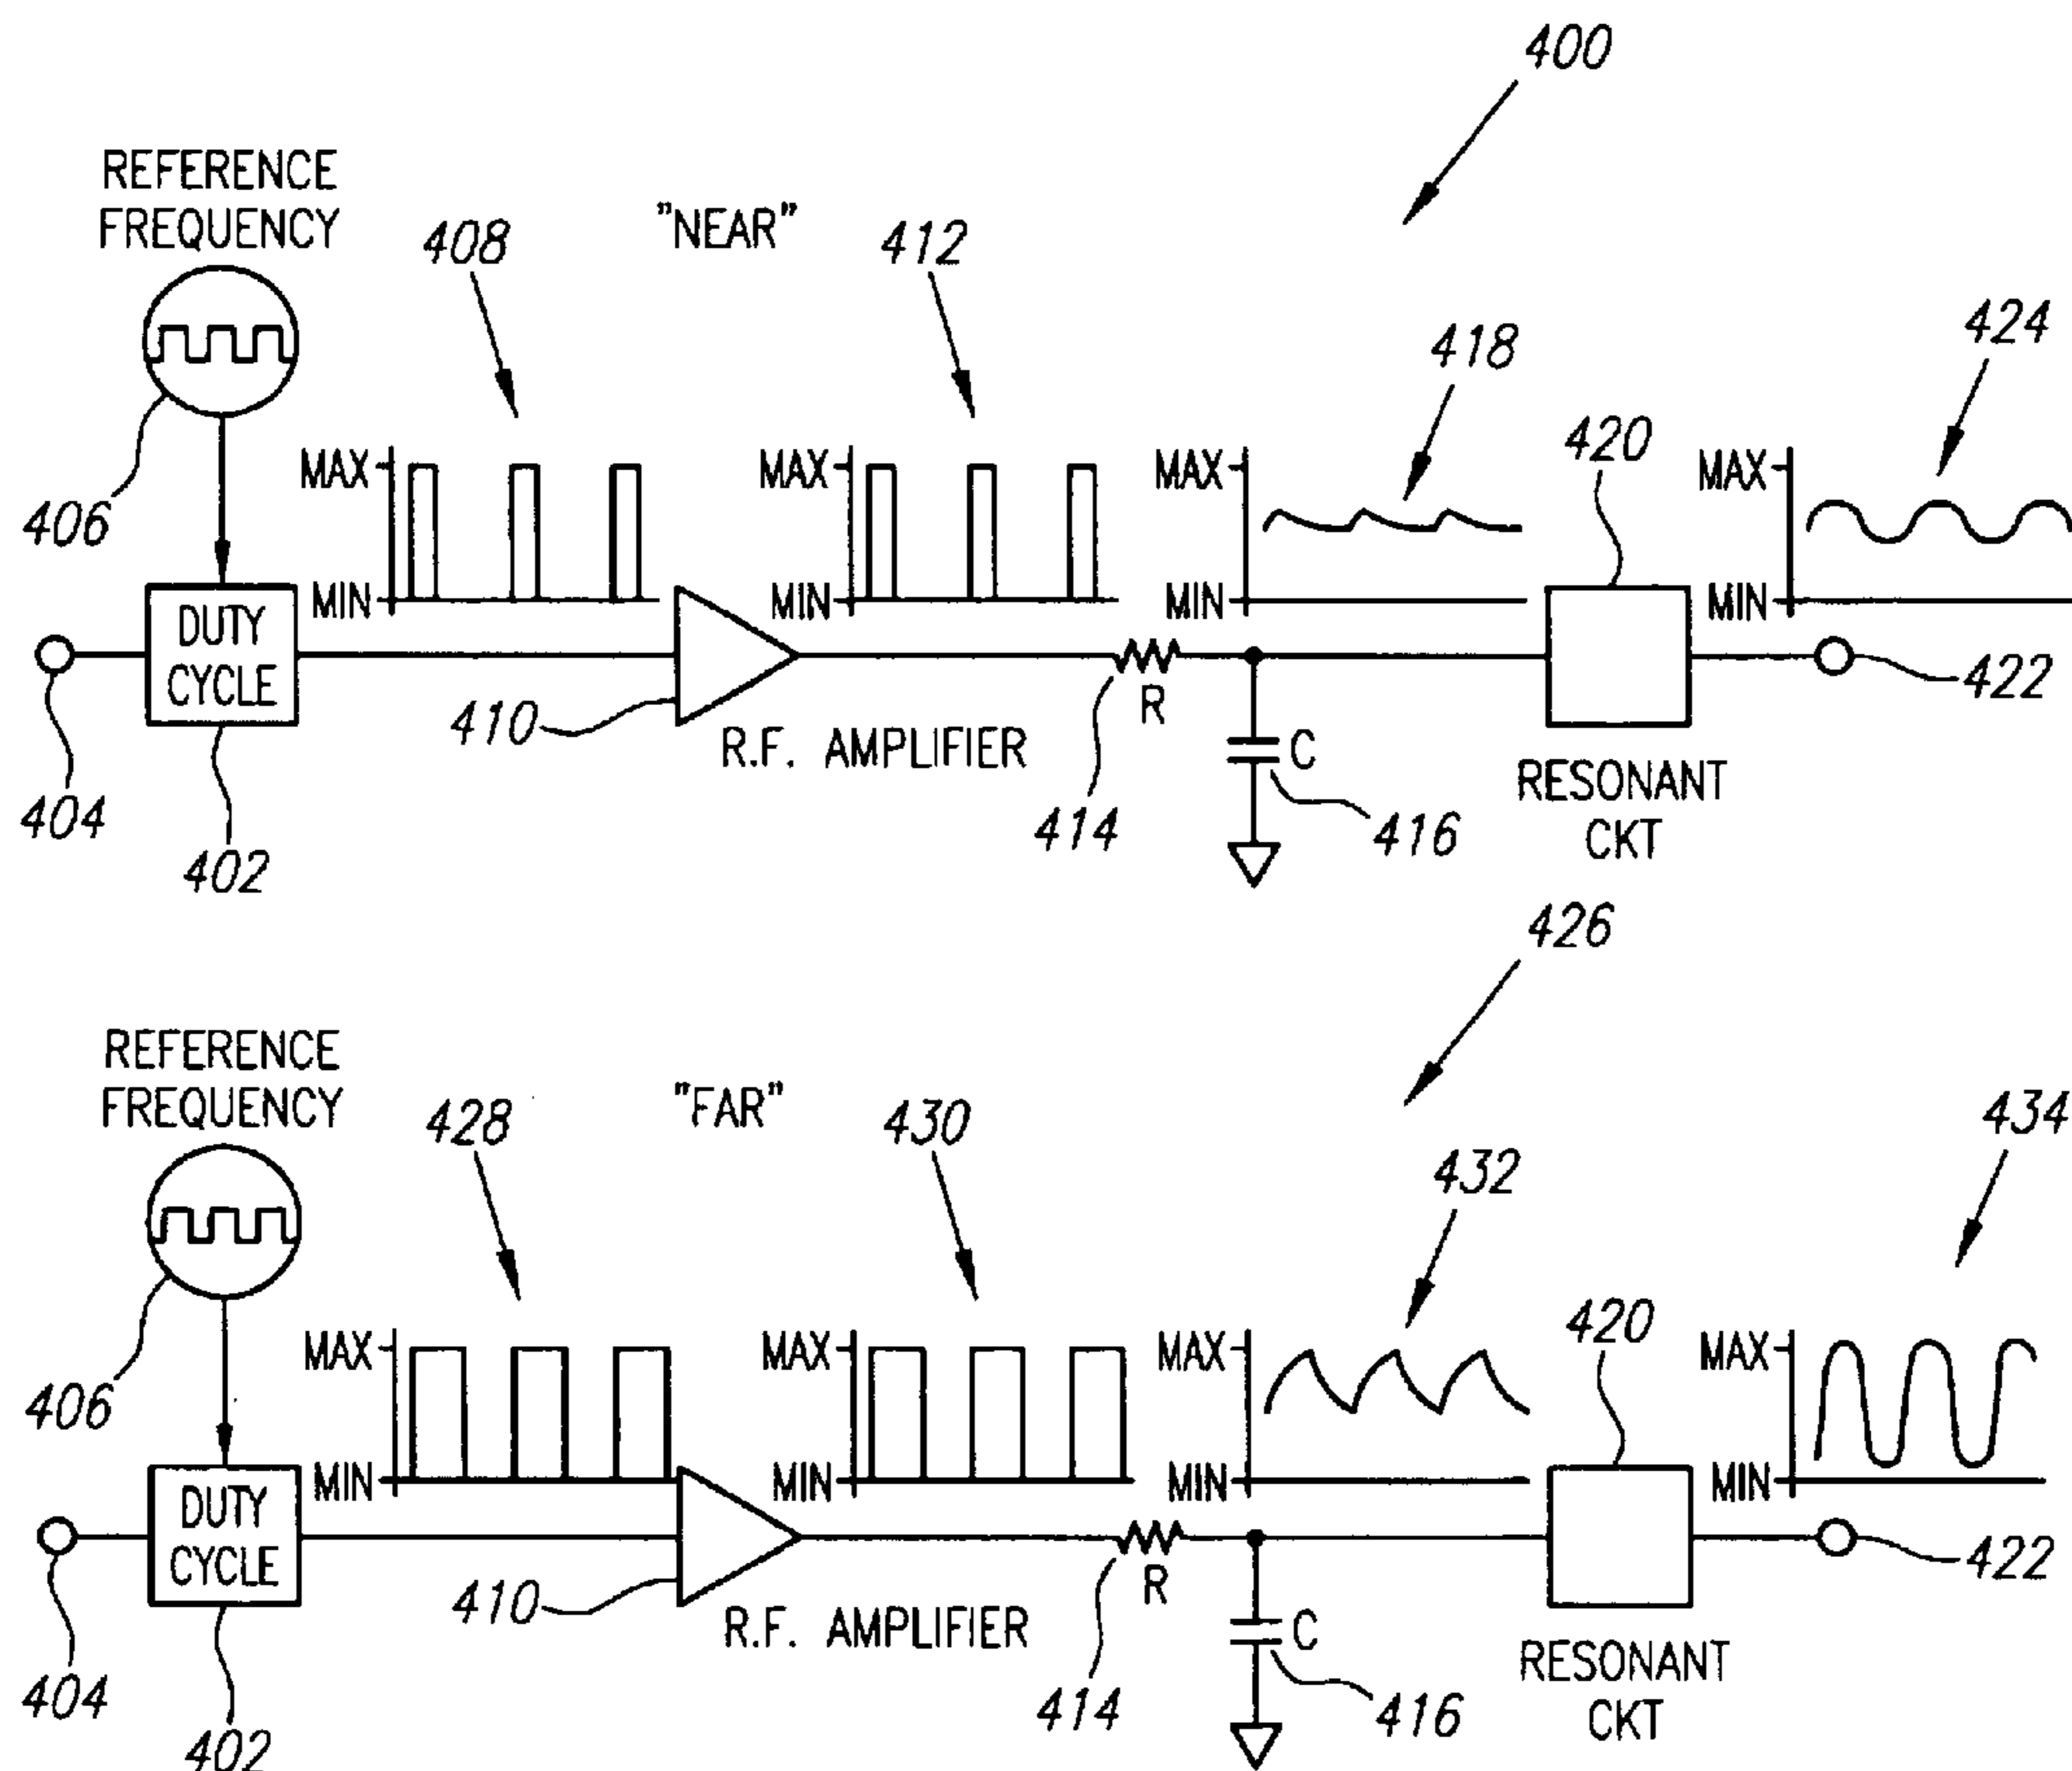 400
REFERENCE
FREQUENCY
408
"NEAR"
412
418
424
406
MAX
MAX
MAX
420
MAX
MIN
MIN
MIN
MIN
DUTY
CYCLE
404
402
410
R.F. AMPLIFIER
R
414
C
416
RESONANT
CKT
422
426
REFERENCE
FREQUENCY
428
"FAR"
430
432
434
406
MAX
MAX
MAX
420
MAX
MIN
MIN
MIN
MIN
DUTY
CYCLE
404
402
410
R.F. AMPLIFIER
R
414
C
416
RESONANT
CKT
422